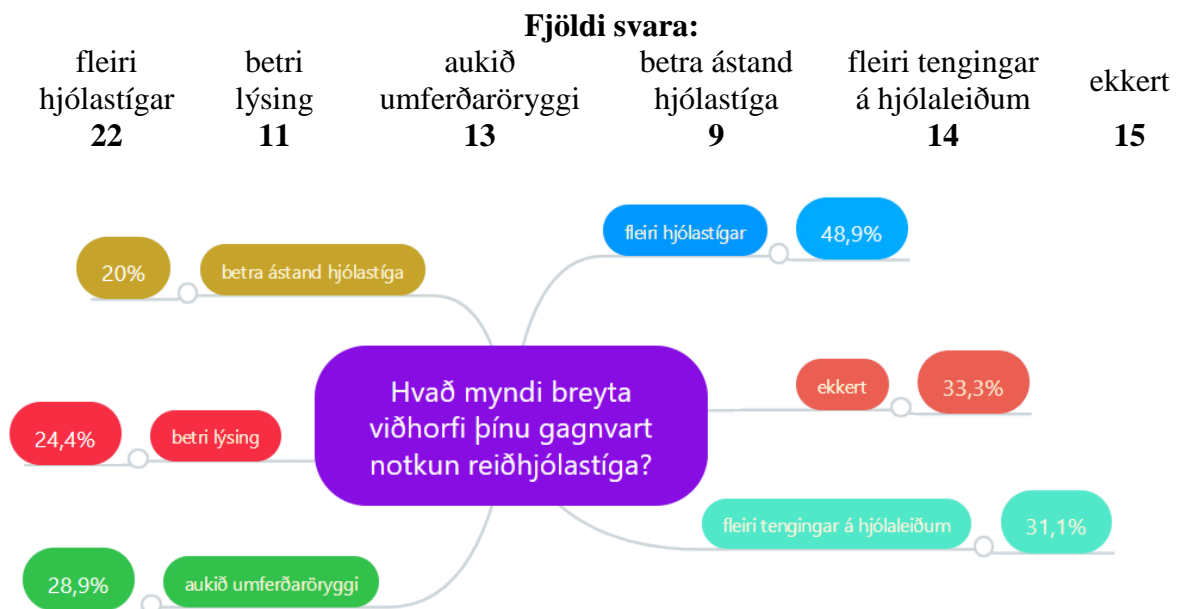 Fjöldi svara:
fleiri
hjólastígar
22
betri
lýsing
11
aukið
umferðaröryggi
13
betra ástand
hjólastíga
9
fleiri tengingar
á hjólaleiðum
14
ekkert
15
fleiri hjólastígar
48,9%
20%
betra ástand hjólastíga
Hvað myndi breyta
viðhorfi þínu gagnvart
notkun reiðhjólastíga?
ekkert
33,3%
24,4%
betri lýsing
fleiri tengingar á hjólaleiðum
31,1%
28,9%
aukið umferðaröryggi